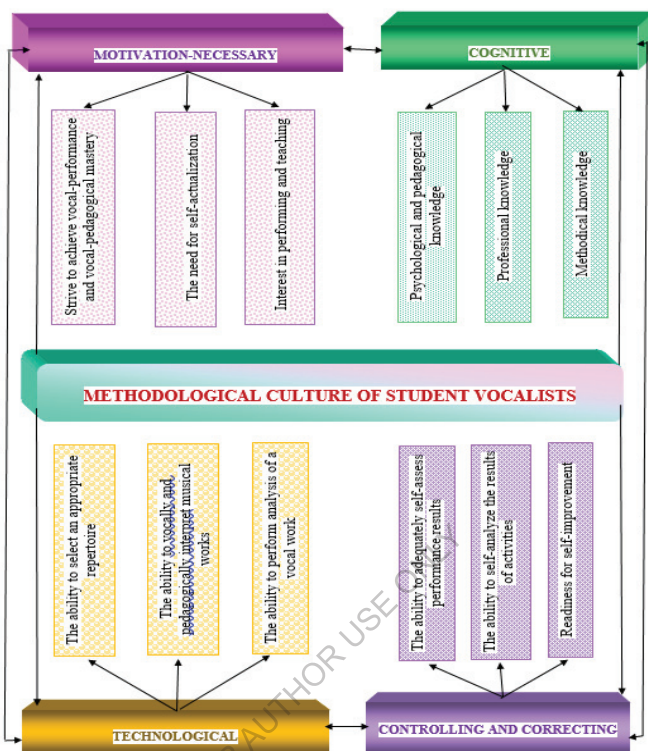 MOTIVATION-NECESSARY
COGNITIVE
Strive to achieve vocal-performance
and vocal-pedagogical mastery
The need for self-actualization
Interest in performing and teaching
Psychological and pedagogical
knowledge
Professional knowledge
Methodical knowledge
METHODOLOGICAL CULTURE OF STUDENT VOCALISTS
The ability to select an appropriate
repertoire
The ability to vocally and
pedagogically interpret musical
works
The ability to perform analysis of a
vocal work
The ability to adequately self-assess
performance results
The ability to self-analyze the results
of activities
Readiness for self-improvement
TECHNOLOGICAL
CONTROLLING AND CORRECTING
AUTHOR USE ONLY